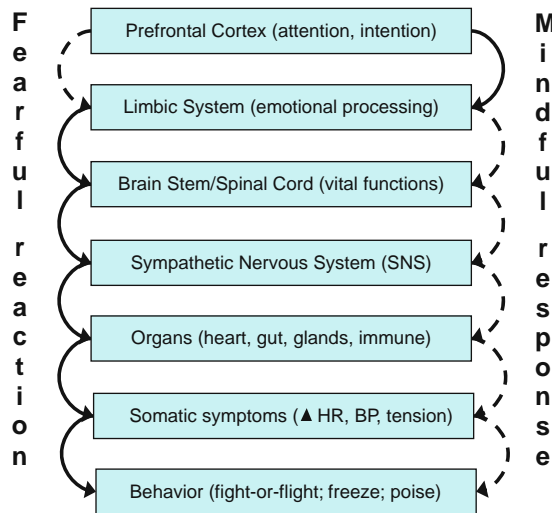 Fearful reaction
Prefrontal Cortex (attention, intention)
Limbic System (emotional processing)
Brain Stem/Spinal Cord (vital functions)
Sympathetic Nervous System (SNS)
Organs (heart, gut, glands, immune)
Somatic symptoms (▲ HR, BP, tension)
Behavior (fight-or-flight; freeze; poise)
Mindful response